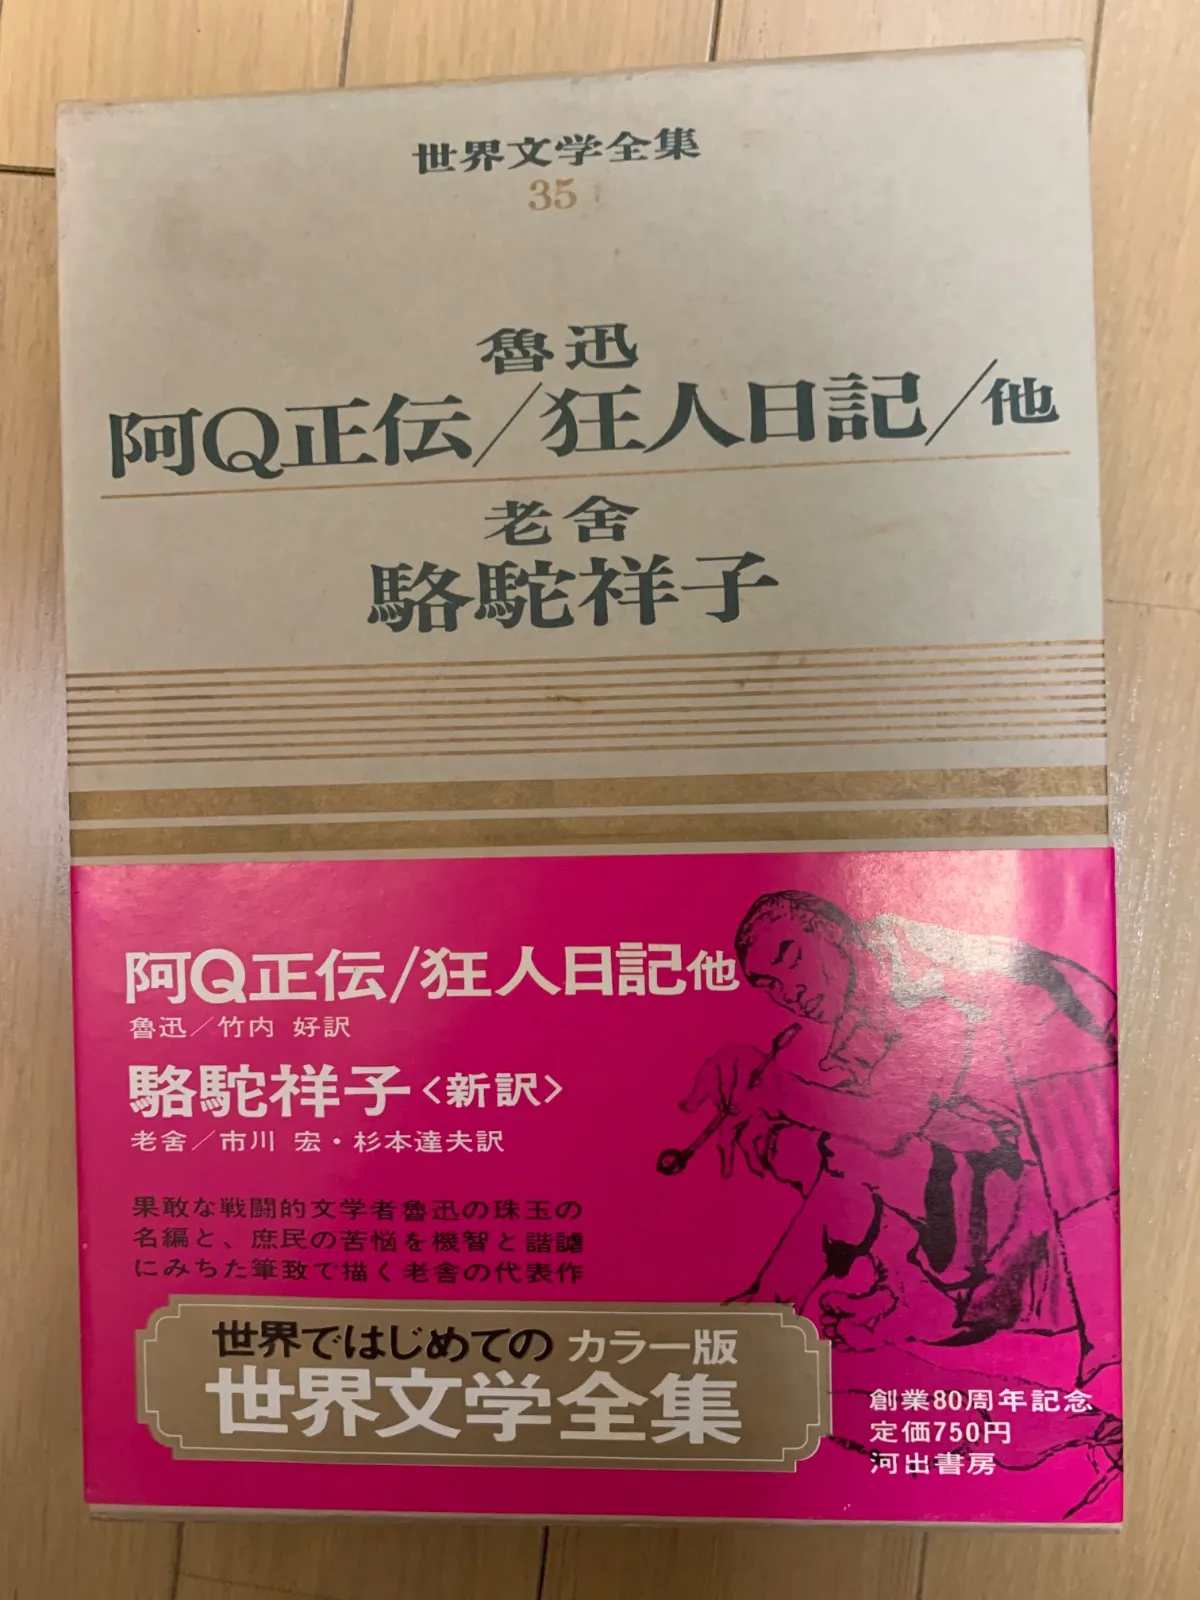 世界文学全集
35
魯迅
阿Q正伝/狂人日記/他
老舎
駱駝祥子
阿Q正伝/狂人日記他
魯迅/竹内 好訳
駱駝祥子〈新訳〉
老舎/市川 宏・杉本達夫訳
果敢な戦闘的文学者魯迅の珠玉の
名編と、庶民の苦悩を機智と諧謔
にみちた筆致で描く老舎の代表作
世界ではじめての カラー版
世界文学全集
創業80周年記念
定価750円
河出書房